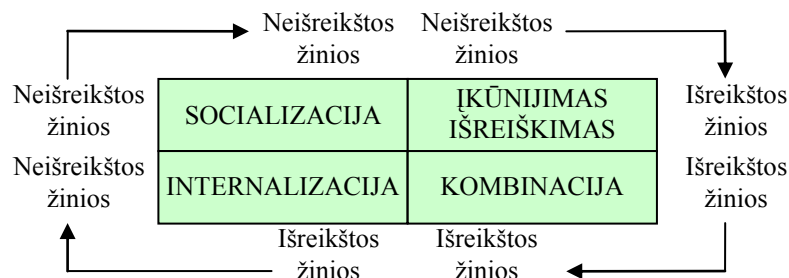 Neišreikštos Neišreikštos
žinios žinios
Neišreikštos
žinios
SOCIALIZACIJA
ĮKŪNIJIMAS
IŠREIŠKIMAS
Išreikštos
žinios
Neišreikštos
žinios
INTERNALIZACIJA
KOMBINACIJA
Išreikštos
žinios
Išreikštos Išreikštos
žinios žinios